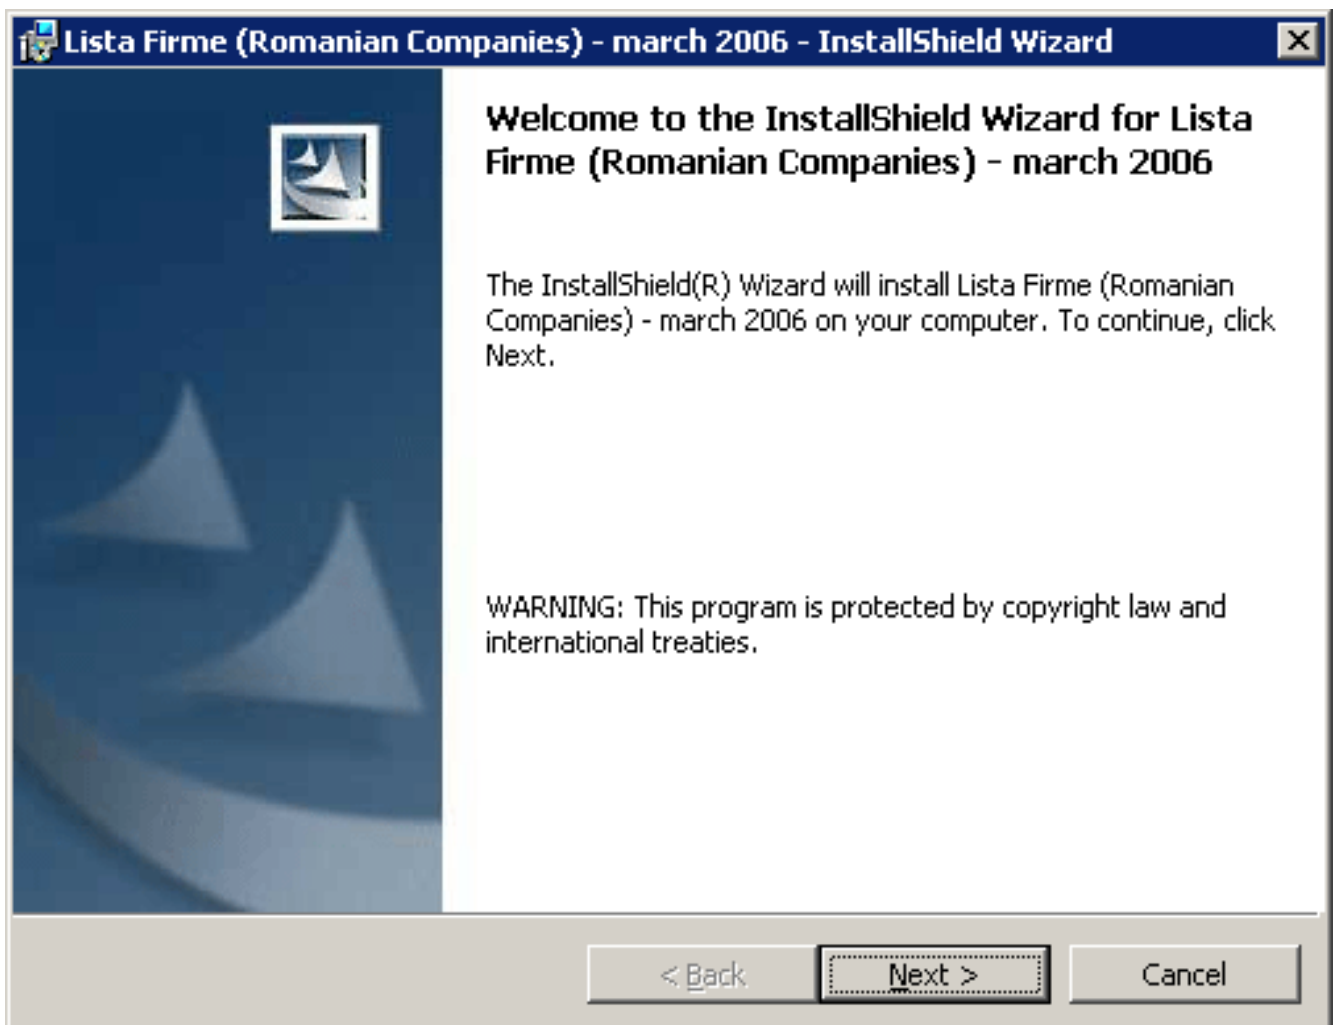 Lista Firme (Romanian Companies) - march 2006 - InstallShield Wizard
Welcome to the InstallShield Wizard for Lista
Firme (Romanian Companies) - march 2006
The InstallShield(R) Wizard will install Lista Firme (Romanian
Companies) - march 2006 on your computer. To continue, click
Next.
WARNING: This program is protected by copyright law and
international treaties.
< Back
Next >
Cancel